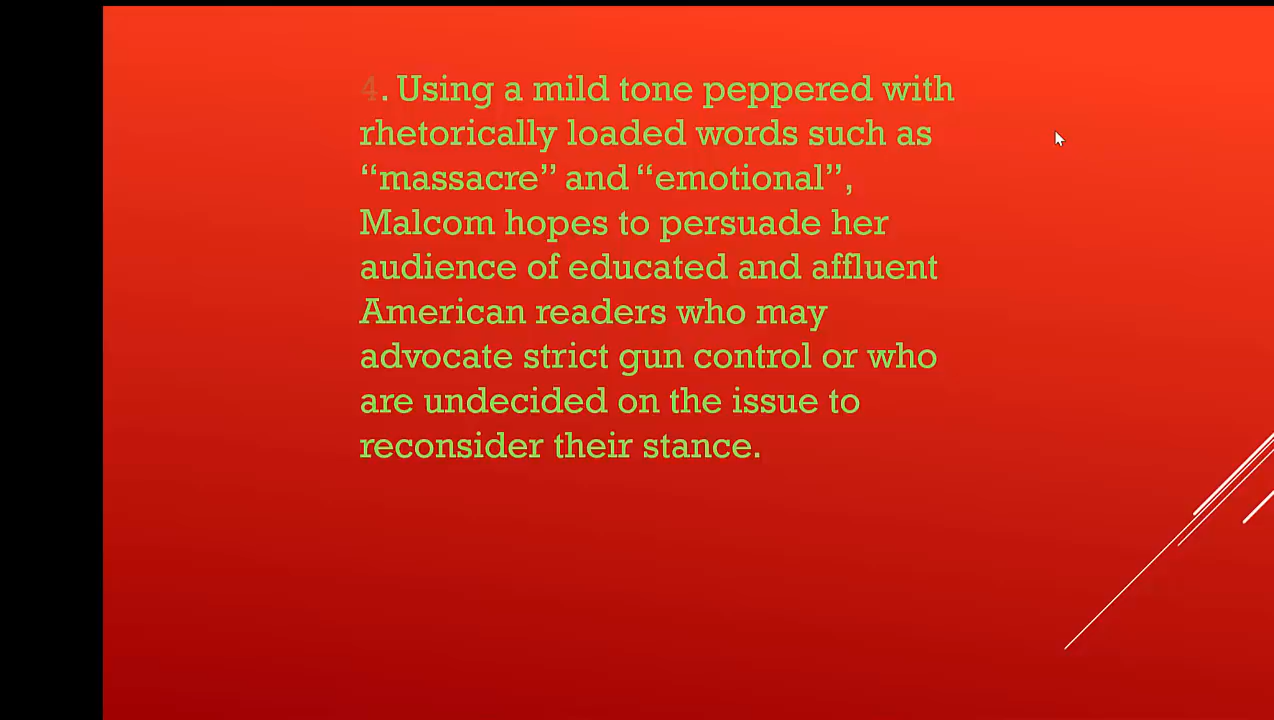 4. Using a mild tone peppered with
rhetorically loaded words such as
“massacre” and “emotional”,
Malcom hopes to persuade her
audience of educated and affluent
American readers who may
advocate strict gun control or who
are undecided on the issue to
reconsider their stance.